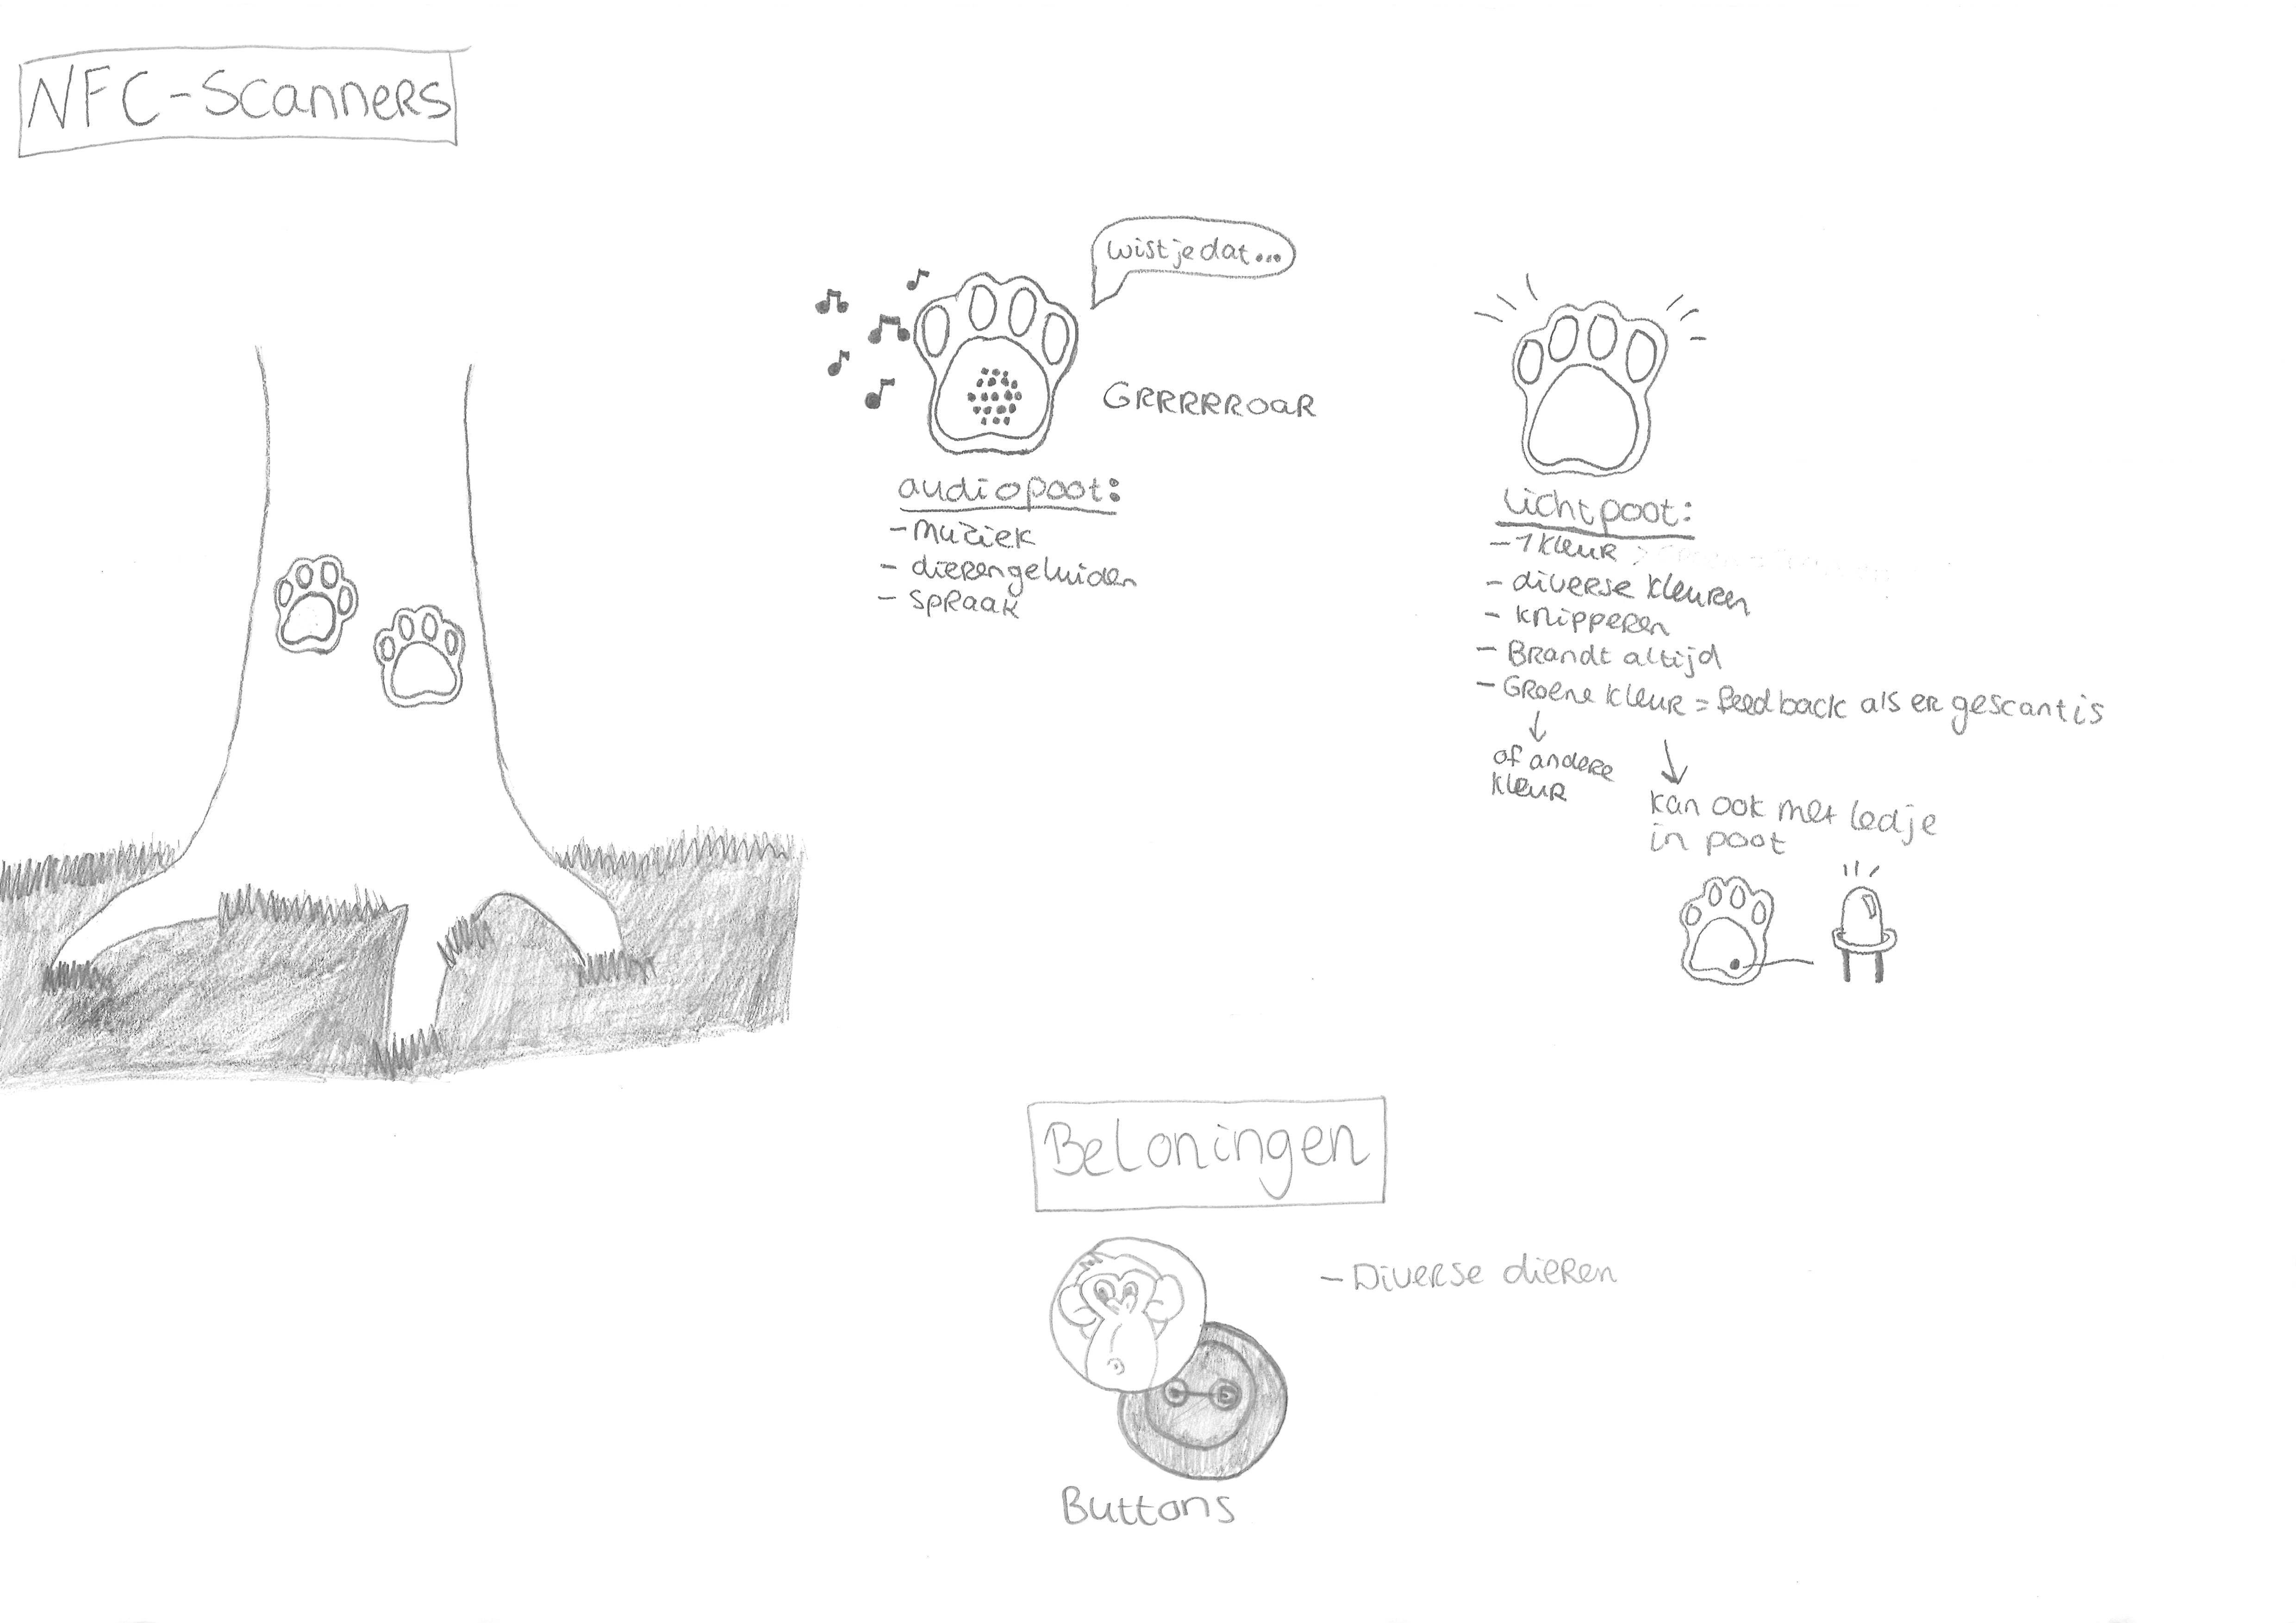 NFC-Scanners
wist je dat...
GRRRRROAR
audiopoot:
- muziek
- dierengeluiden
- spraak
lichtpoot:
- 1 kleur
- diverse kleuren
- knipperen
- Brandt altijd
- Groene kleur = feedback als er gescant is
of andere
kleur
kan ook met ledje
in poot
Beloningen
- Diverse dieren
Buttons